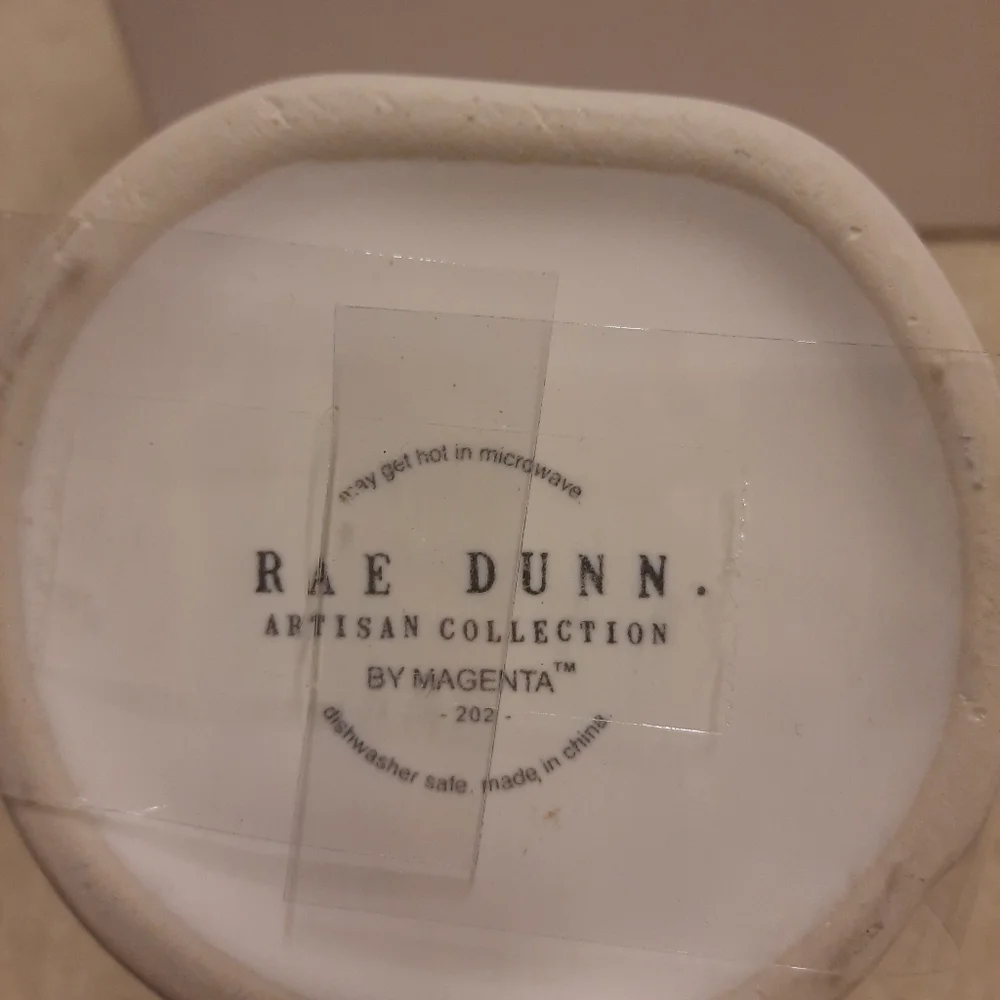 may get hot in microwave.
RAE DUNN.
ARTISAN COLLECTION
BY MAGENTA™
- 202 -
dishwasher safe. made in china